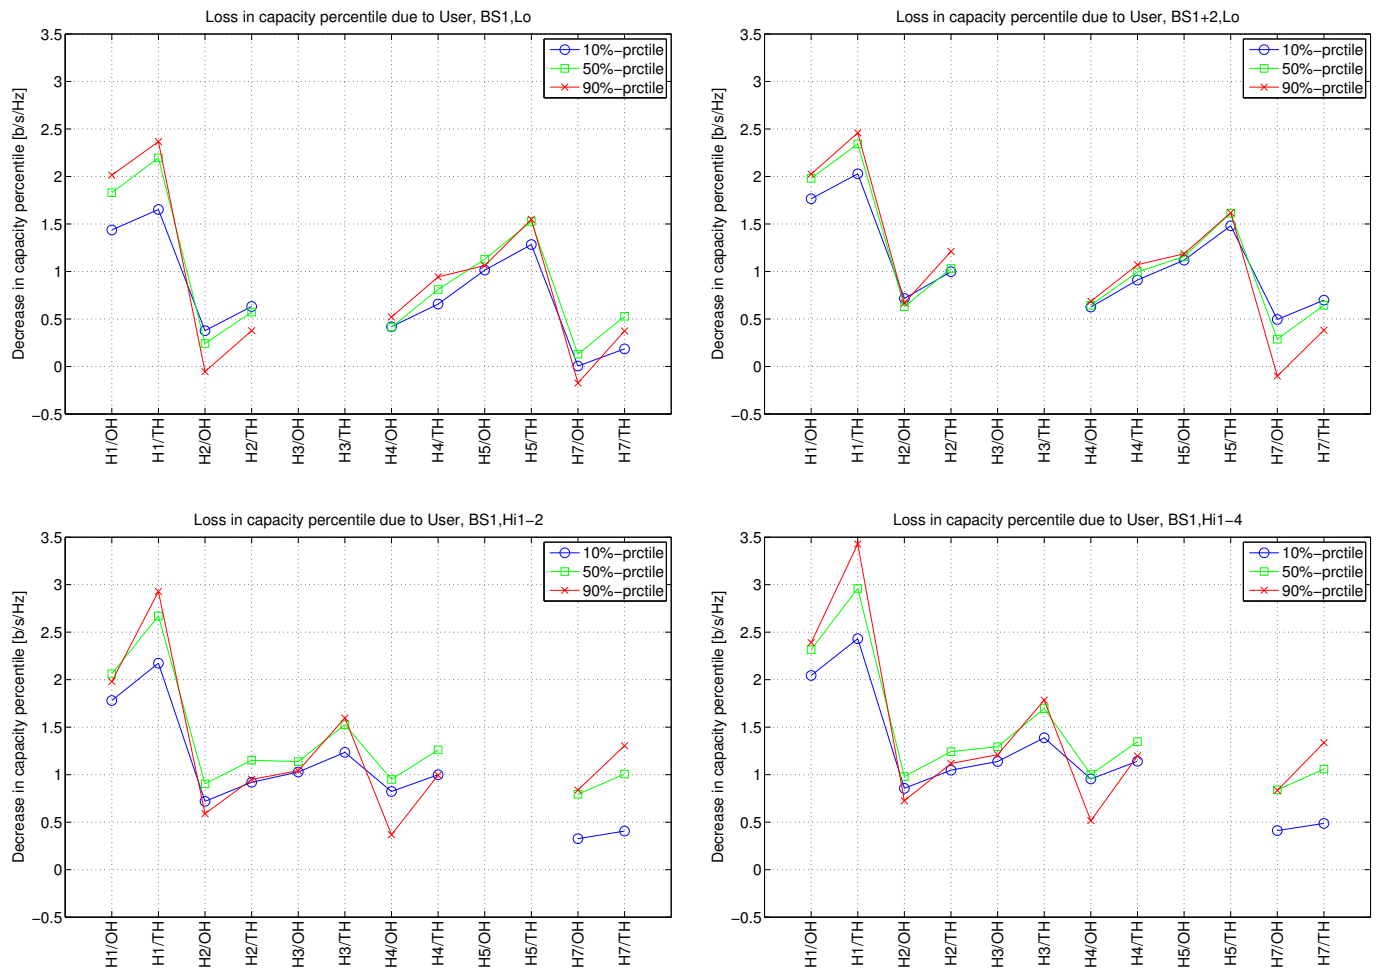 Loss in capacity percentile due to User, BS1,Lo
Decrease in capacity percentile [b/s/Hz]
3.5
3
2.5
2
1.5
1
0.5
0
−0.5
10%−prctile
50%−prctile
90%−prctile
H1/OH
H1/TH
H2/OH
H2/TH
H3/OH
H3/TH
H4/OH
H4/TH
H5/OH
H5/TH
H7/OH
H7/TH
Loss in capacity percentile due to User, BS1+2,Lo
Decrease in capacity percentile [b/s/Hz]
3.5
3
2.5
2
1.5
1
0.5
0
−0.5
10%−prctile
50%−prctile
90%−prctile
H1/OH
H1/TH
H2/OH
H2/TH
H3/OH
H3/TH
H4/OH
H4/TH
H5/OH
H5/TH
H7/OH
H7/TH
Loss in capacity percentile due to User, BS1,Hi1−2
Decrease in capacity percentile [b/s/Hz]
3.5
3
2.5
2
1.5
1
0.5
0
−0.5
10%−prctile
50%−prctile
90%−prctile
H1/OH
H1/TH
H2/OH
H2/TH
H3/OH
H3/TH
H4/OH
H4/TH
H5/OH
H5/TH
H7/OH
H7/TH
Loss in capacity percentile due to User, BS1,Hi1−4
Decrease in capacity percentile [b/s/Hz]
3.5
3
2.5
2
1.5
1
0.5
0
−0.5
10%−prctile
50%−prctile
90%−prctile
H1/OH
H1/TH
H2/OH
H2/TH
H3/OH
H3/TH
H4/OH
H4/TH
H5/OH
H5/TH
H7/OH
H7/TH